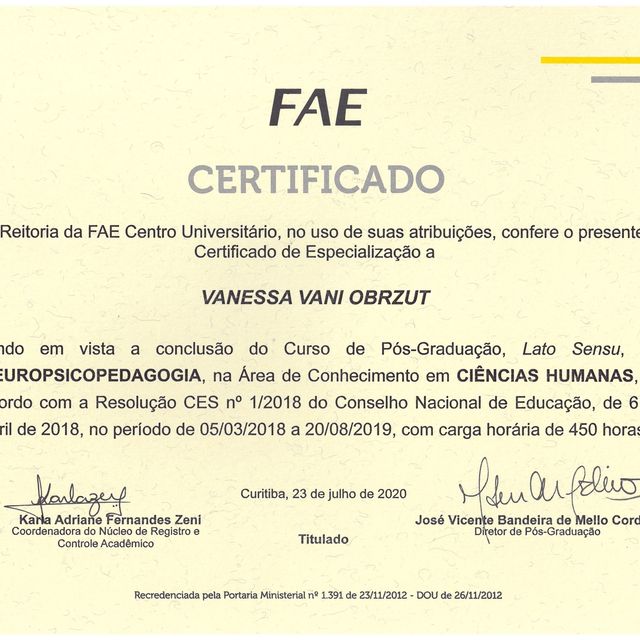 FAE
CERTIFICADO
Reitoria da FAE Centro Universitário, no uso de suas atribuições, confere o presente
Certificado de Especialização a
VANESSA VANI OBRZUT
ndo em vista a conclusão do Curso de Pós-Graduação, Lato Sensu,
EUROPSICOPEDAGOGIA, na Área de Conhecimento em CIÊNCIAS HUMANAS,
ordo com a Resolução CES nº 1/2018 do Conselho Nacional de Educação, de 6
ril de 2018, no período de 05/03/2018 a 20/08/2019, com carga horária de 450 horas
Curitiba, 23 de julho de 2020
Karla Adriane Fernandes Zeni
Coordenadora do Núcleo de Registro e
Controle Acadêmico
José Vicente Bandeira de Mello Cord
Diretor de Pós-Graduação
Titulado
Recredenciada pela Portaria Ministerial nº 1.391 de 23/11/2012 - DOU de 26/11/2012